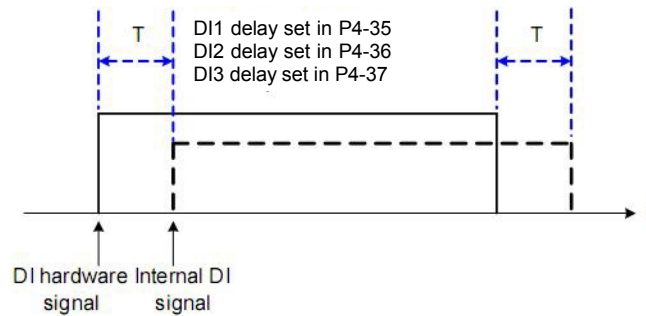 T
DI1 delay set in P4-35
DI2 delay set in P4-36
DI3 delay set in P4-37
T
DI hardware signal
Internal DI signal